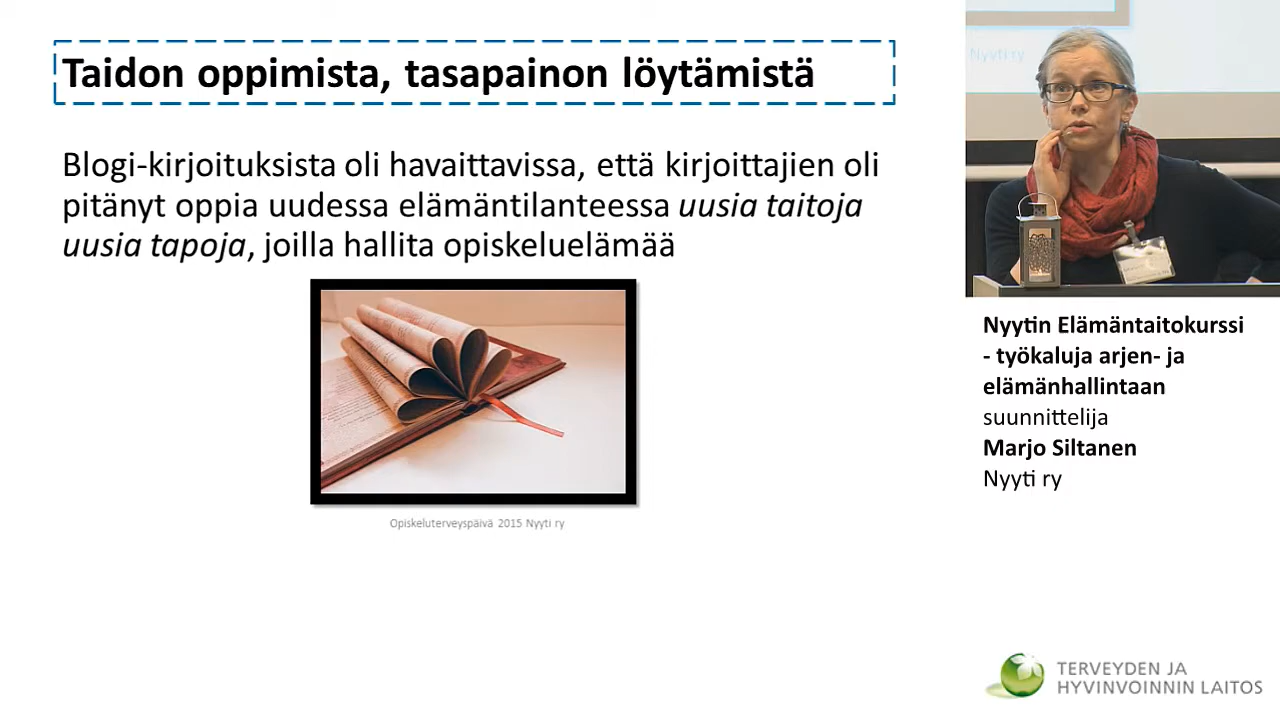 Taidon oppimista, tasapainon löytämistä
Blogi-kirjoituksista oli havaittavissa, että kirjoittajien oli
pitänyt oppia uudessa elämäntilanteessa uusia taitoja
uusia tapoja, joilla hallita opiskeluelämää
Opiskeluterveyspäivä 2015 Nyyti ry
Nyyti ry
Nyytin Elämäntaitokurssi
- työkaluja arjen- ja
elämänhallintaan
suunnittelija
Marjo Siltanen
Nyyti ry
TERVEYDEN JA
HYVINVOINNIN LAITOS